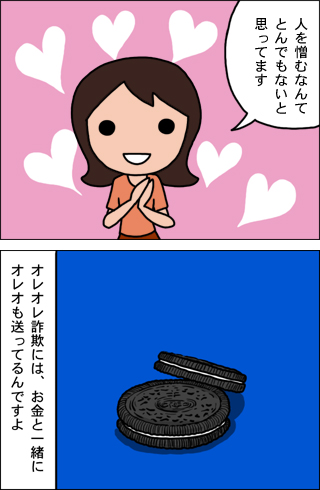 人を憎むなんて
とんでもないと
思ってます
オレオレ詐欺には、お金と一緒に
オレオも送ってるんですよ